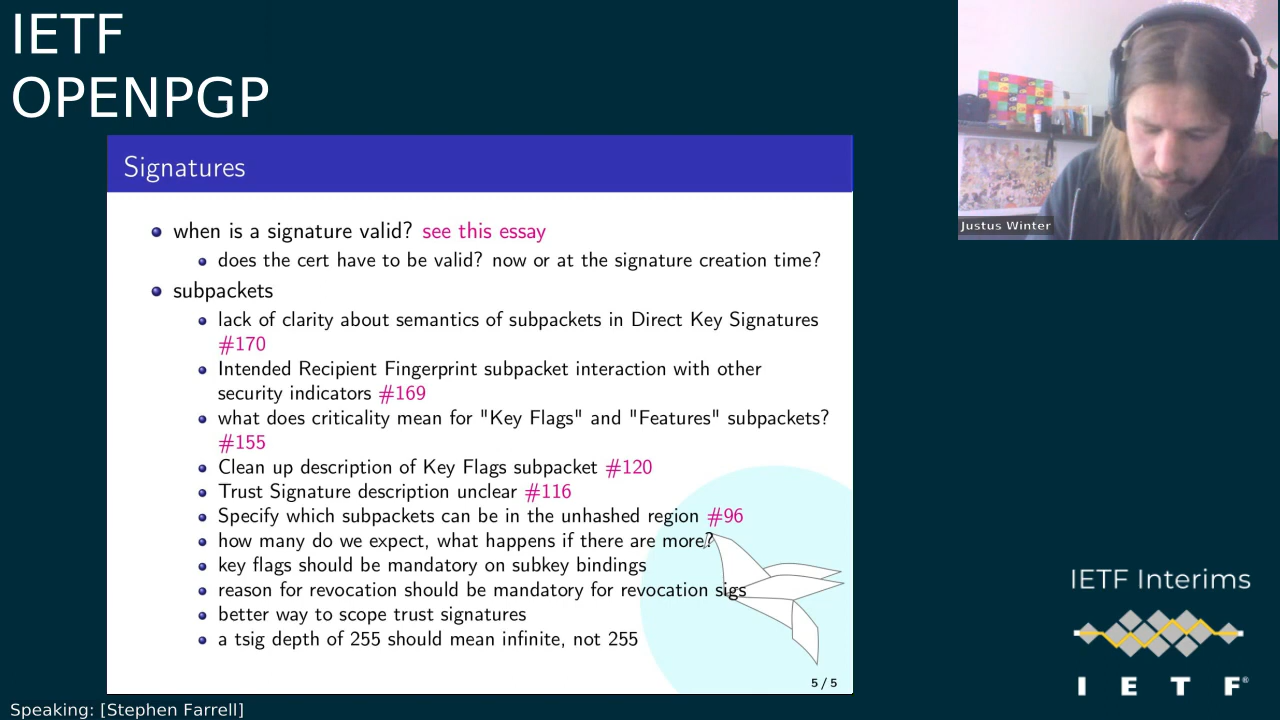 IETF
OPENPGP
Justus Winter
Signatures
when is a signature valid? see this essay
does the cert have to be valid? now or at the signature creation time?
subpackets
lack of clarity about semantics of subpackets in Direct Key Signatures
#170
Intended Recipient Fingerprint subpacket interaction with other
security indicators #169
what does criticality mean for "Key Flags" and "Features" subpackets?
#155
Clean up description of Key Flags subpacket #120
Trust Signature description unclear #116
Specify which subpackets can be in the unhashed region #96
how many do we expect, what happens if there are more?
key flags should be mandatory on subkey bindings
reason for revocation should be mandatory for revocation sigs
better way to scope trust signatures
a tsig depth of 255 should mean infinite, not 255
5 / 5
IETF Interims
I E T F®
Speaking: [Stephen Farrell]